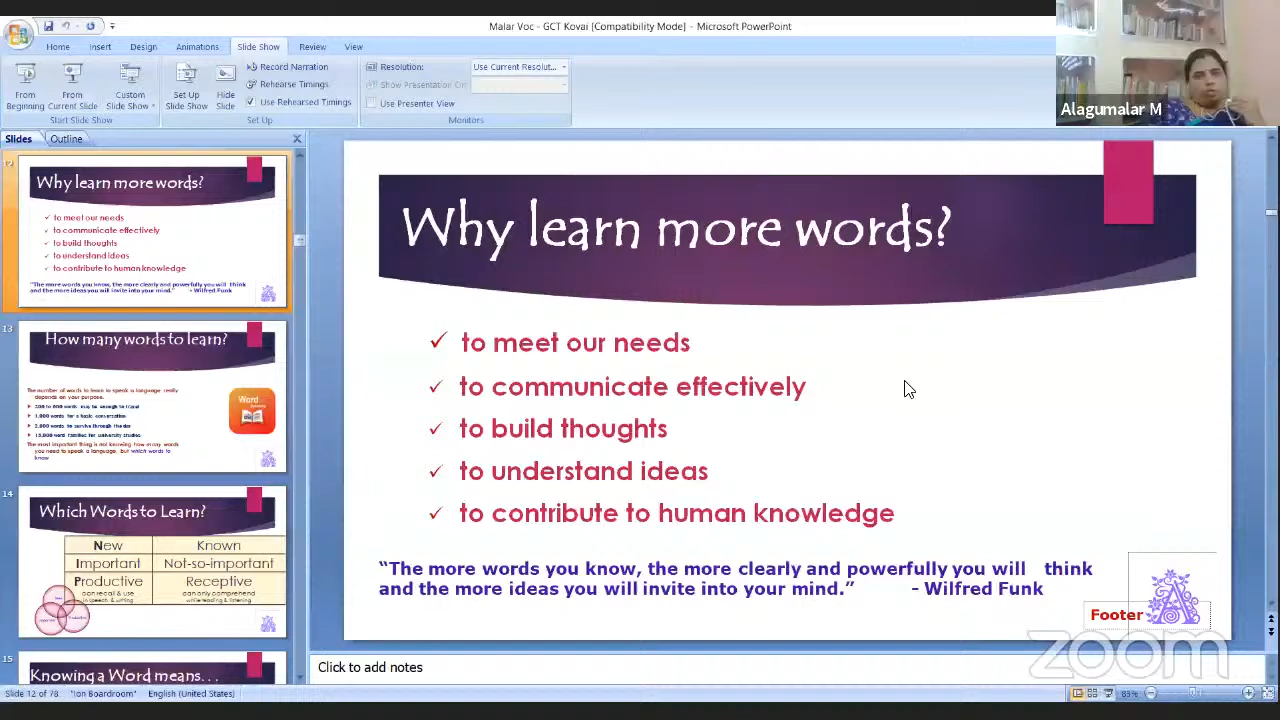 Malar Voc - GCT Kovai [Compatibility Mode] - Microsoft PowerPoint
Home Insert Design Animations Slide Show Review View
From Beginning
From Current Slide
Custom Slide Show
Start Slide Show
Set Up Slide Show
Hide Slide
Record Narration
Rehearse Timings
Use Rehearsed Timings
Set Up
Resolution: Use Current Resolut...
Show Presentation On:
Use Presenter View
Monitors
Alagumalar M
Slides Outline
12
Why learn more words?
to meet our needs
to communicate effectively
to build thoughts
to understand ideas
to contribute to human knowledge
"The more words you know, the more clearly and powerfully you will think
and the more ideas you will invite into your mind." - Wilfred Funk
13
How many words to learn?
The number of words to learn to speak a language really
depends on your purpose.
words may be enough to travel
words for a basic conversation
words to survive through the day
word families for university studies
The most important thing is not knowing how many words
you need to speak a language, but which words to
know
Word
14
Which Words to Learn?
New Known
Important Not-so-important
Productive Receptive
can recall & use can only comprehend
in speech & writing while reading & listening
15
Knowing a Word means. . .
Why learn more words?
✓ to meet our needs
✓ to communicate effectively
✓ to build thoughts
✓ to understand ideas
✓ to contribute to human knowledge
“The more words you know, the more clearly and powerfully you will think
and the more ideas you will invite into your mind.” - Wilfred Funk
Footer
A
zoom
Click to add notes
Slide 12 of 78 "Ion Boardroom" English (United States) 83%